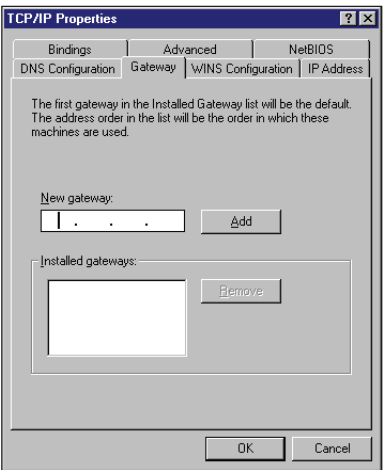 TCP/IP Properties
Bindings Advanced NetBIOS
DNS Configuration Gateway WINS Configuration IP Address
The first gateway in the Installed Gateway list will be the default.
The address order in the list will be the order in which these
machines are used.
New gateway:
. . . Add
Installed gateways:
Remove
OK Cancel